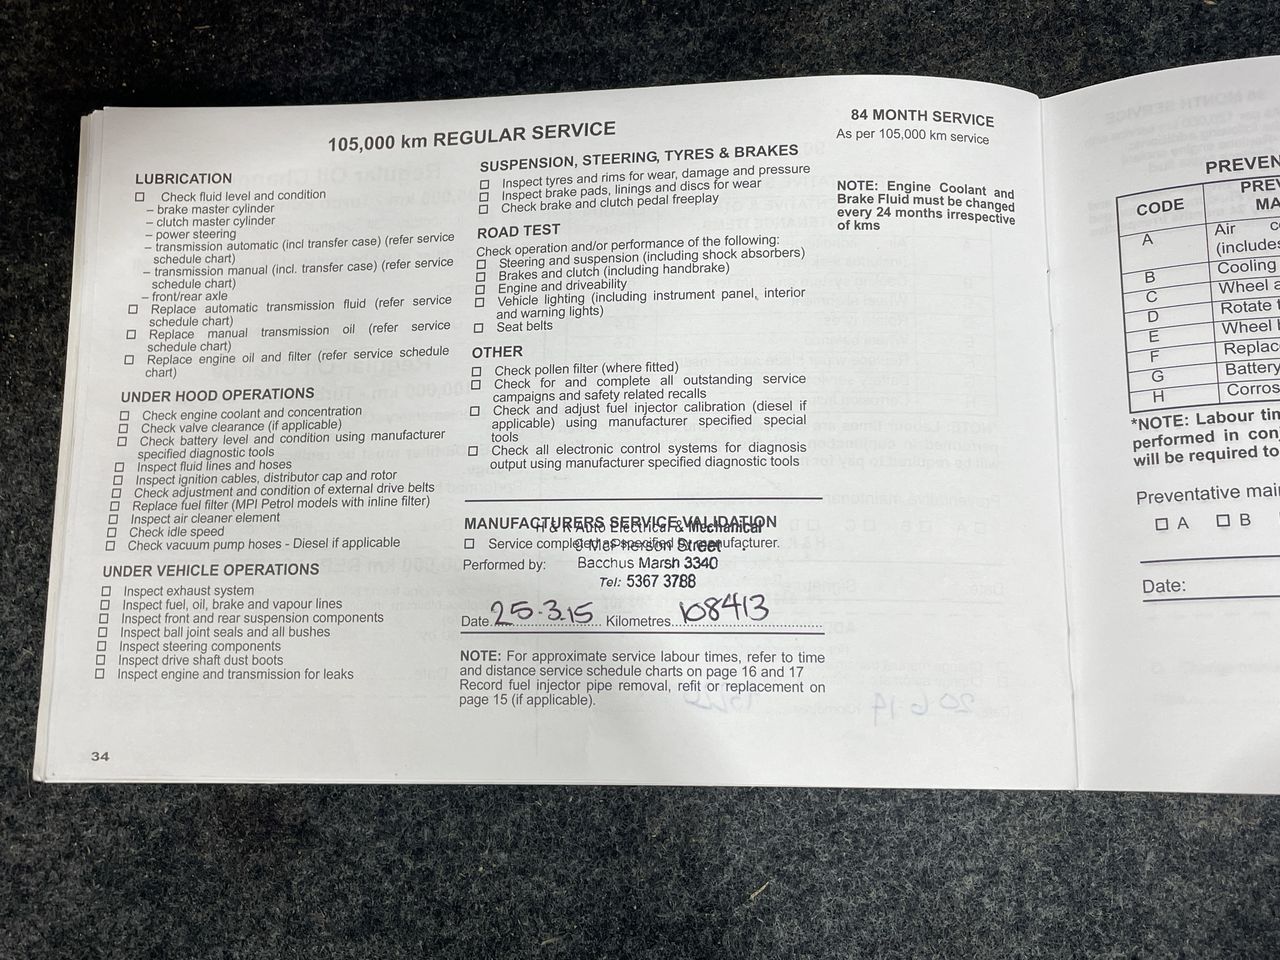 105,000 km REGULAR SERVICE
LUBRICATION
Check fluid level and condition
– brake master cylinder
– clutch master cylinder
– power steering
– transmission automatic (incl transfer case) (refer service
schedule chart)
– transmission manual (incl. transfer case) (refer service
schedule chart)
– front/rear axle
Replace automatic transmission fluid (refer service
schedule chart)
Replace manual transmission oil (refer service
schedule chart)
Replace engine oil and filter (refer service schedule
chart)
UNDER HOOD OPERATIONS
Check engine coolant and concentration
Check valve clearance (if applicable)
Check battery level and condition using manufacturer
specified diagnostic tools
Inspect fluid lines and hoses
Inspect ignition cables, distributor cap and rotor
Check adjustment and condition of external drive belts
Replace fuel filter (MPI Petrol models with inline filter)
Inspect air cleaner element
Check idle speed
Check vacuum pump hoses - Diesel if applicable
UNDER VEHICLE OPERATIONS
Inspect exhaust system
Inspect fuel, oil, brake and vapour lines
Inspect front and rear suspension components
Inspect ball joint seals and all bushes
Inspect steering components
Inspect drive shaft dust boots
Inspect engine and transmission for leaks
34
SUSPENSION, STEERING, TYRES & BRAKES
Inspect tyres and rims for wear, damage and pressure
Inspect brake pads, linings and discs for wear
Check brake and clutch pedal freeplay
ROAD TEST
Check operation and/or performance of the following:
Steering and suspension (including shock absorbers)
Brakes and clutch (including handbrake)
Engine and driveability
Vehicle lighting (including instrument panel, interior
and warning lights)
Seat belts
OTHER
Check pollen filter (where fitted)
Check for and complete all outstanding service
campaigns and safety related recalls
Check and adjust fuel injector calibration (diesel if
applicable) using manufacturer specified special
tools
Check all electronic control systems for diagnosis
output using manufacturer specified diagnostic tools
MANUFACTURERS SERVICE VALIDATION
H & R Auto Electrical & Mechanical
Service completed as specified by manufacturer.
McPherson Street
Performed by: Bacchus Marsh 3340
Tel: 5367 3788
Date 25.3.15 Kilometres 108413
NOTE: For approximate service labour times, refer to time
and distance service schedule charts on page 16 and 17
Record fuel injector pipe removal, refit or replacement on
page 15 (if applicable).
84 MONTH SERVICE
As per 105,000 km service
NOTE: Engine Coolant and
Brake Fluid must be changed
every 24 months irrespective
of kms
PREVEN
CODE PREV
MA
A Air c
(includes
B Cooling
C Wheel a
D Rotate t
E Wheel b
F Replac
G Battery
H Corros
*NOTE: Labour tim
performed in conj
will be required to
Preventative mai
A B
Date: